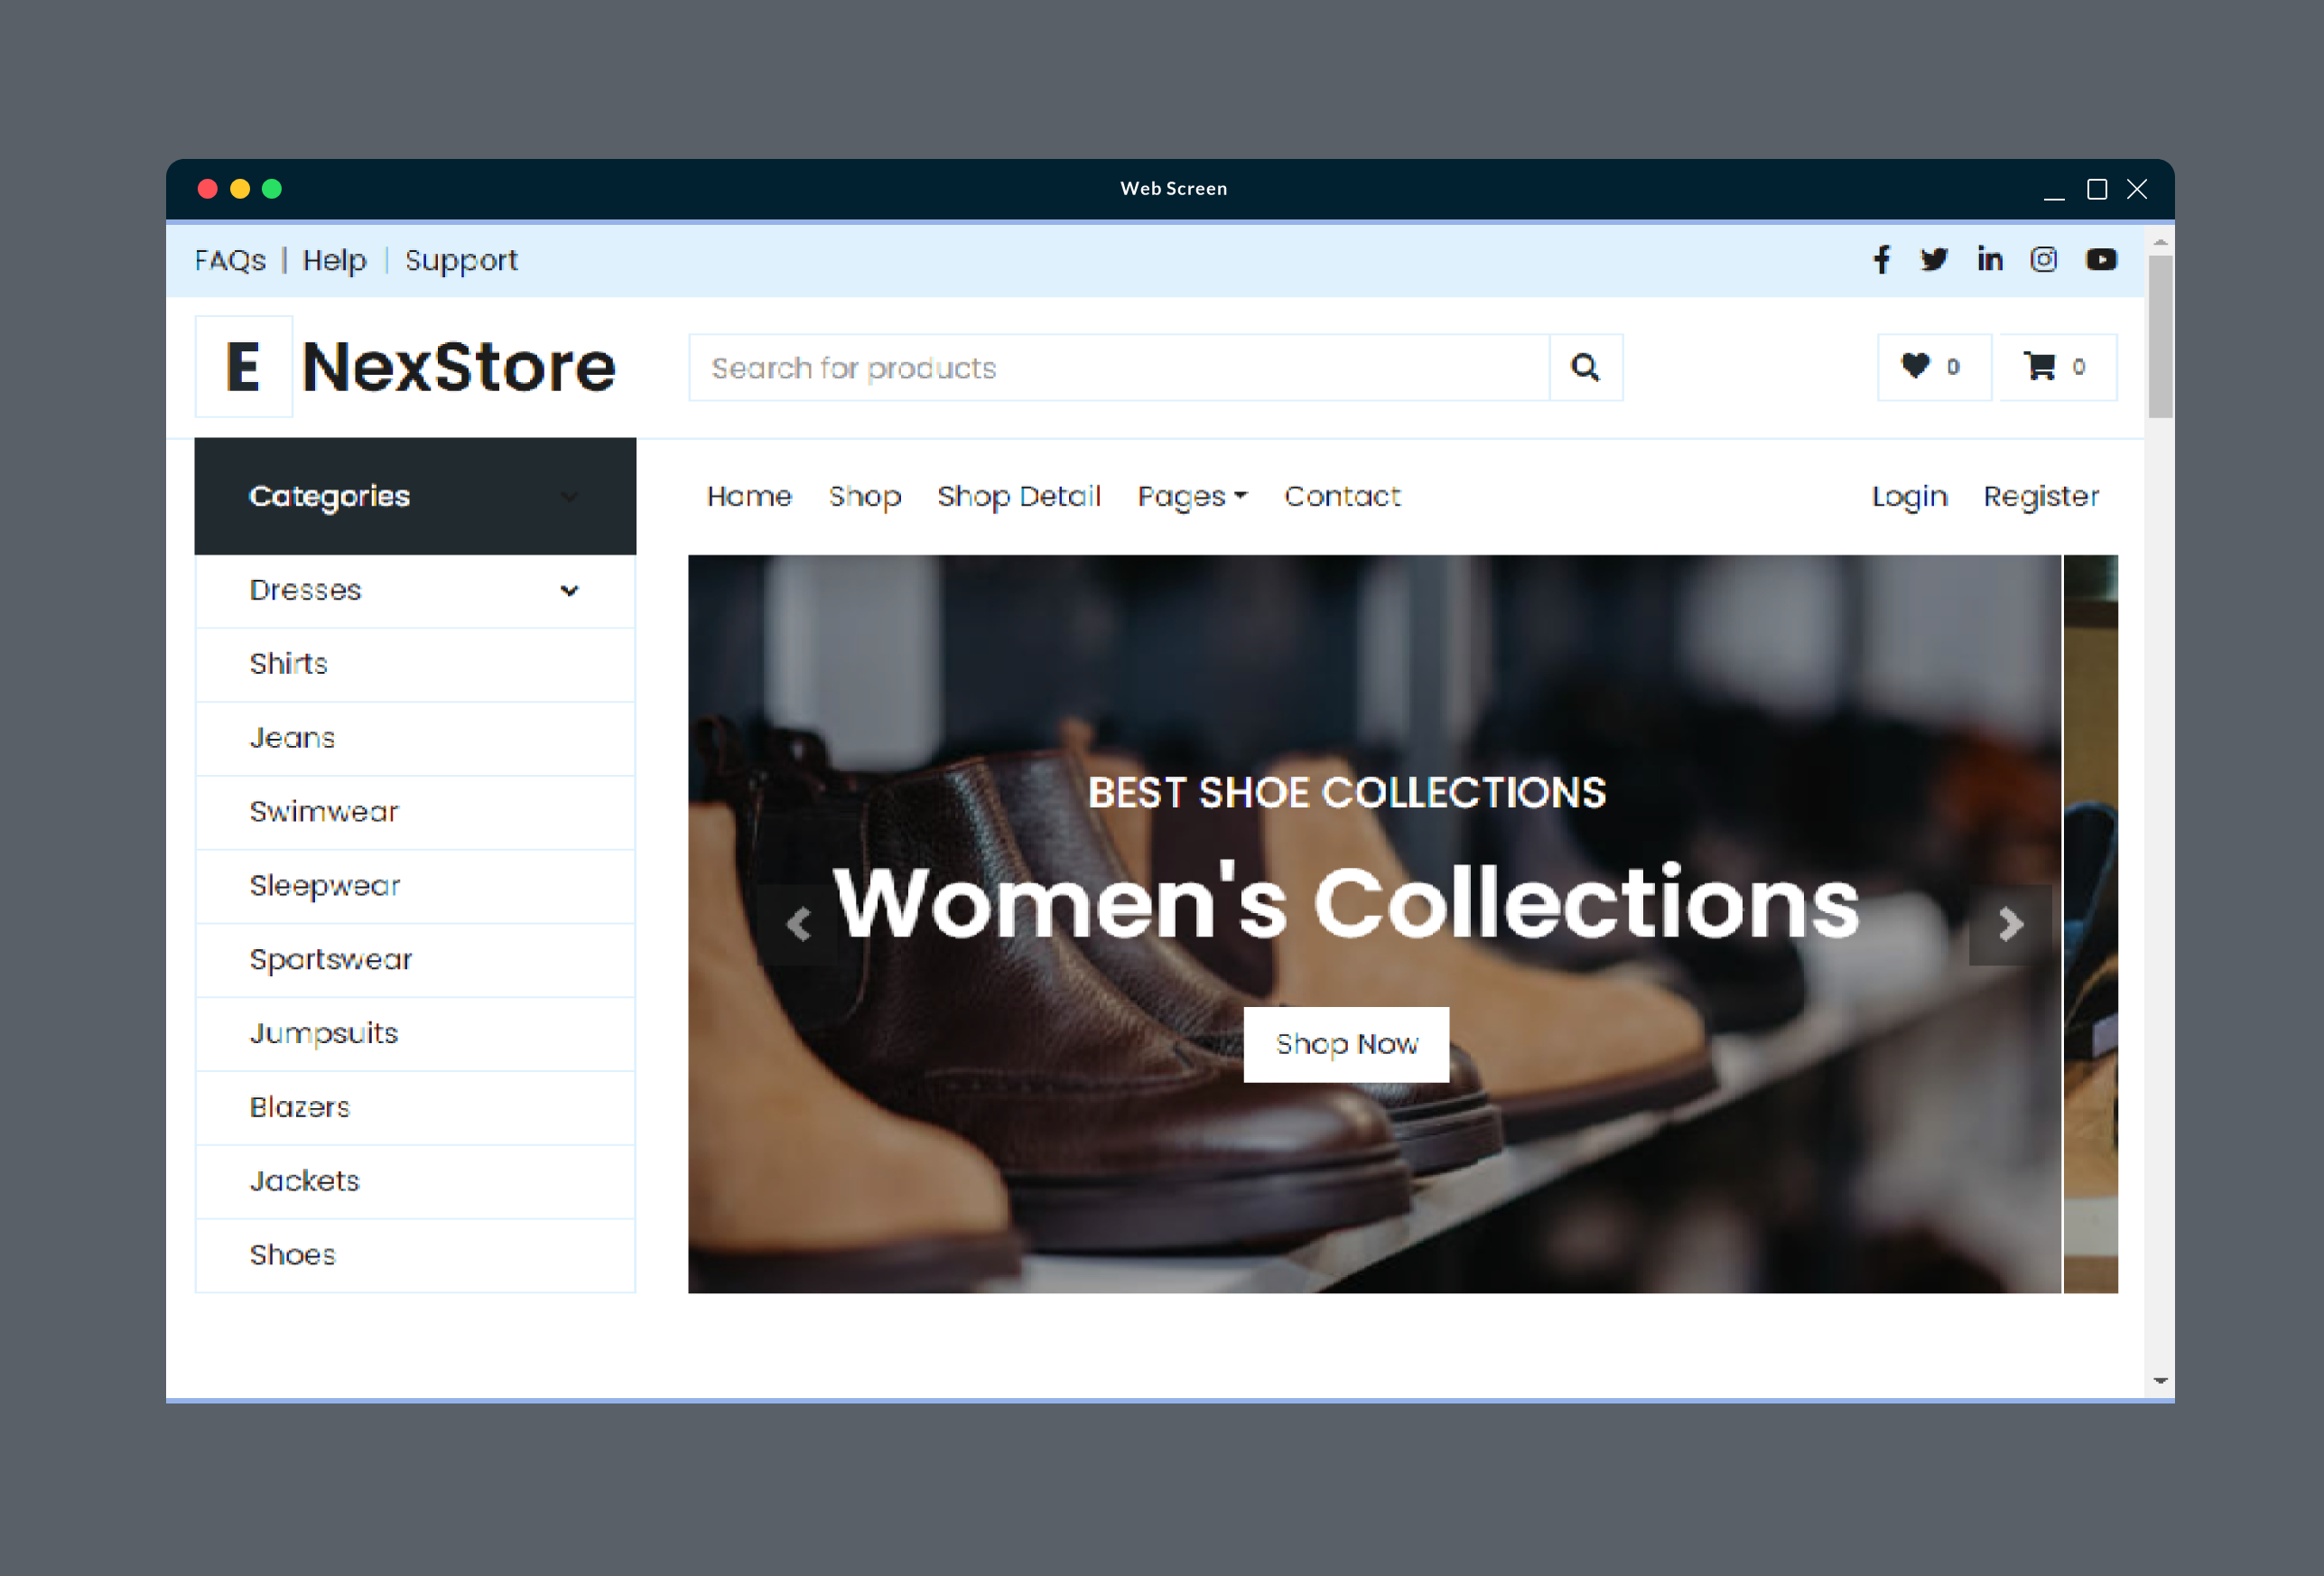 Web Screen
FAQs | Help | Support
E NexStore
Search for products
0
0
Categories
Home Shop Shop Detail Pages Contact
Login Register
Dresses
Shirts
Jeans
Swimwear
Sleepwear
Sportswear
Jumpsuits
Blazers
Jackets
Shoes
BEST SHOE COLLECTIONS
Women's Collections
Shop Now